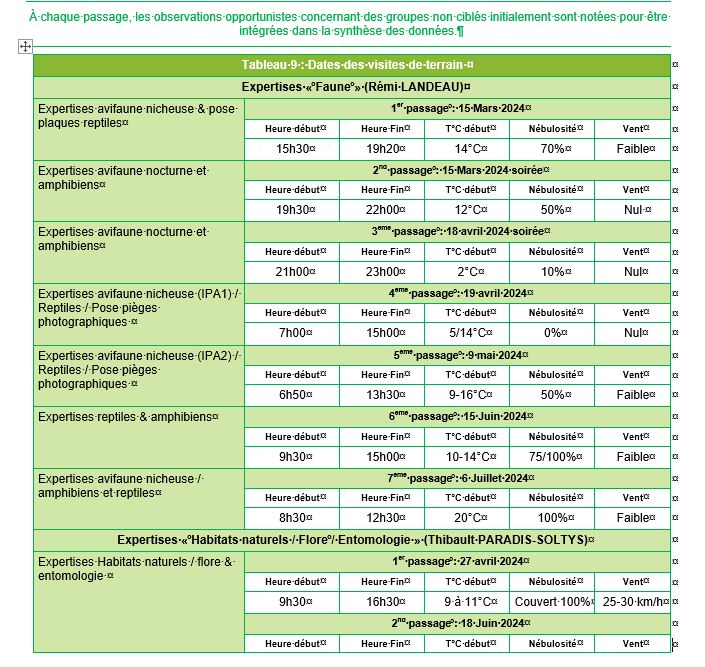 À chaque passage, les observations opportunistes concernant des groupes non ciblés initialement sont notées pour être
intégrées dans la synthèse des données.¶
Tableau 9 : Dates des visites de terrain ¤
Expertises «°Faune°» (Rémi LANDEAU)¤
Expertises avifaune nicheuse & pose
plaques reptiles¤
1er passage°: 15 Mars 2024¤
Heure début¤ Heure Fin¤ T°C début¤ Nébulosité¤ Vent¤
15h30¤ 19h20¤ 14°C¤ 70%¤ Faible¤
Expertises avifaune nocturne et
amphibiens¤
2nd passage°: 15 Mars 2024 soirée¤
Heure début¤ Heure Fin¤ T°C début¤ Nébulosité¤ Vent¤
19h30¤ 22h00¤ 12°C¤ 50%¤ Nul ¤
Expertises avifaune nocturne et
amphibiens¤
3ème passage°: 18 avril 2024 soirée¤
Heure début¤ Heure Fin¤ T°C début¤ Nébulosité¤ Vent¤
21h00¤ 23h00¤ 2°C¤ 10%¤ Nul¤
Expertises avifaune nicheuse (IPA1) /
Reptiles / Pose pièges
photographiques ¤
4ème passage°: 19 avril 2024¤
Heure début¤ Heure Fin¤ T°C début¤ Nébulosité¤ Vent¤
7h00¤ 15h00¤ 5/14°C¤ 0%¤ Nul¤
Expertises avifaune nicheuse (IPA2) /
Reptiles / Pose pièges
photographiques ¤
5ème passage°: 9 mai 2024¤
Heure début¤ Heure Fin¤ T°C début¤ Nébulosité¤ Vent¤
6h50¤ 13h30¤ 9-16°C¤ 50%¤ Faible¤
Expertises reptiles & amphibiens¤
6ème passage°: 15 Juin 2024¤
Heure début¤ Heure Fin¤ T°C début¤ Nébulosité¤ Vent¤
9h30¤ 15h00¤ 10-14°C¤ 75/100%¤ Faible¤
Expertises avifaune nicheuse /
amphibiens et reptiles¤
7ème passage°: 6 Juillet 2024¤
Heure début¤ Heure Fin¤ T°C début¤ Nébulosité¤ Vent¤
8h30¤ 12h30¤ 20°C¤ 100%¤ Faible¤
Expertises «°Habitats naturels / Flore°/ Entomologie » (Thibault PARADIS-SOLTYS)¤
Expertises Habitats naturels / flore &
entomologie ¤
1er passage°: 27 avril 2024¤
Heure début¤ Heure Fin¤ T°C début¤ Nébulosité¤ Vent¤
9h30¤ 16h30¤ 9 à 11°C¤ Couvert 100%¤ 25-30 km/h¤
2nd passage°: 18 Juin 2024¤
Heure début¤ Heure Fin¤ T°C début¤ Nébulosité¤ Vent¤